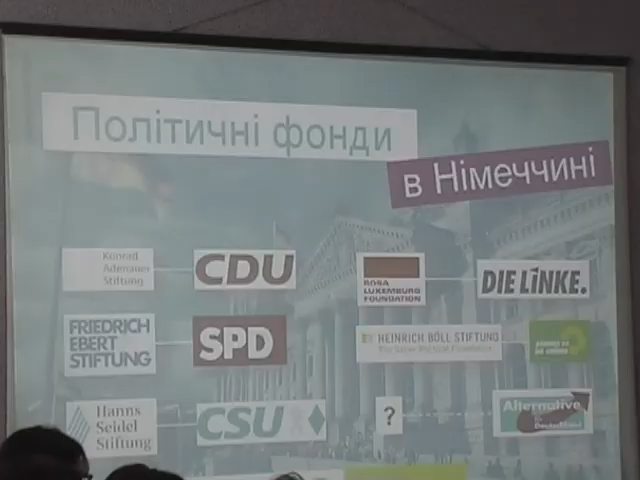 Політичні фонди
в Німеччині
Konrad
Adenauer
Stiftung
CDU
ROSA
LUXEMBURG
FOUNDATION
DIE LINKE.
FRIEDRICH
EBERT
STIFTUNG
SPD
HEINRICH BÖLL STIFTUNG
Hanns
Seidel
Stiftung
CSU
?
Alternative